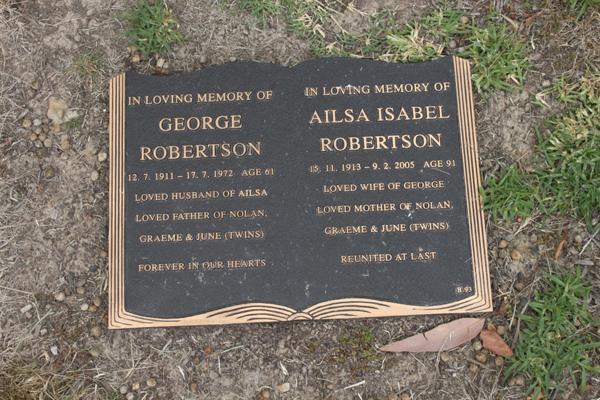 IN LOVING MEMORY OF
GEORGE
ROBERTSON
12. 7. 1911 - 17. 7. 1972 AGE 61
LOVED HUSBAND OF AILSA
LOVED FATHER OF NOLAN,
GRAEME & JUNE (TWINS)
FOREVER IN OUR HEARTS
IN LOVING MEMORY OF
AILSA ISABEL
ROBERTSON
15. 11. 1913 - 9. 2. 2005 AGE 91
LOVED WIFE OF GEORGE
LOVED MOTHER OF NOLAN,
GRAEME & JUNE (TWINS)
REUNITED AT LAST